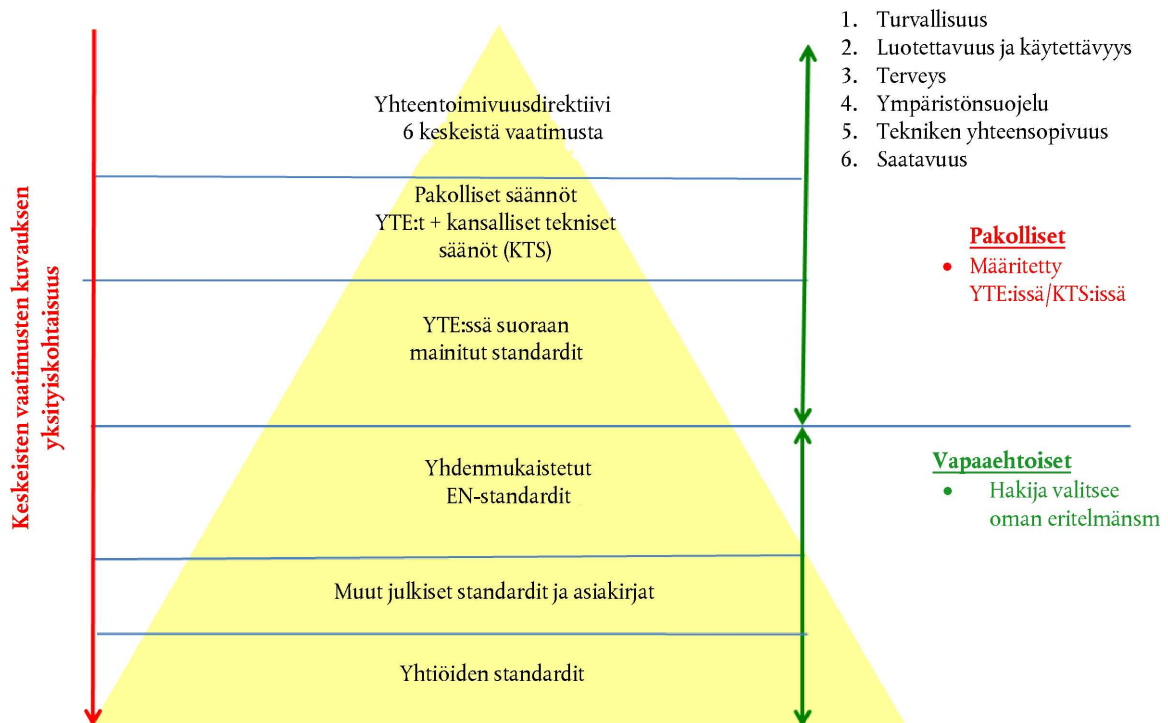 1. Turvallisuus
2. Luotettavuus ja käytettävyys
3. Terveys
4. Ympäristönsuojelu
5. Tekniken yhteensopivuus
6. Saatavuus
Keskeisten vaatimusten kuvauksen
yksityiskohtaisuus
Yhteentoimivuusdirektiivi
6 keskeistä vaatimusta
Pakolliset säännöt
YTE:t + kansalliset tekniset
säänöt (KTS)
YTE:ssä suoraan
mainitut standardit
Yhdenmukaistetut
EN-standardit
Muut julkiset standardit ja asiakirjat
Yhtiöiden standardit
Pakolliset
• Määritetty
YTE:issä/KTS:issä
Vapaaehtoiset
• Hakija valitsee
oman eritelmänsm